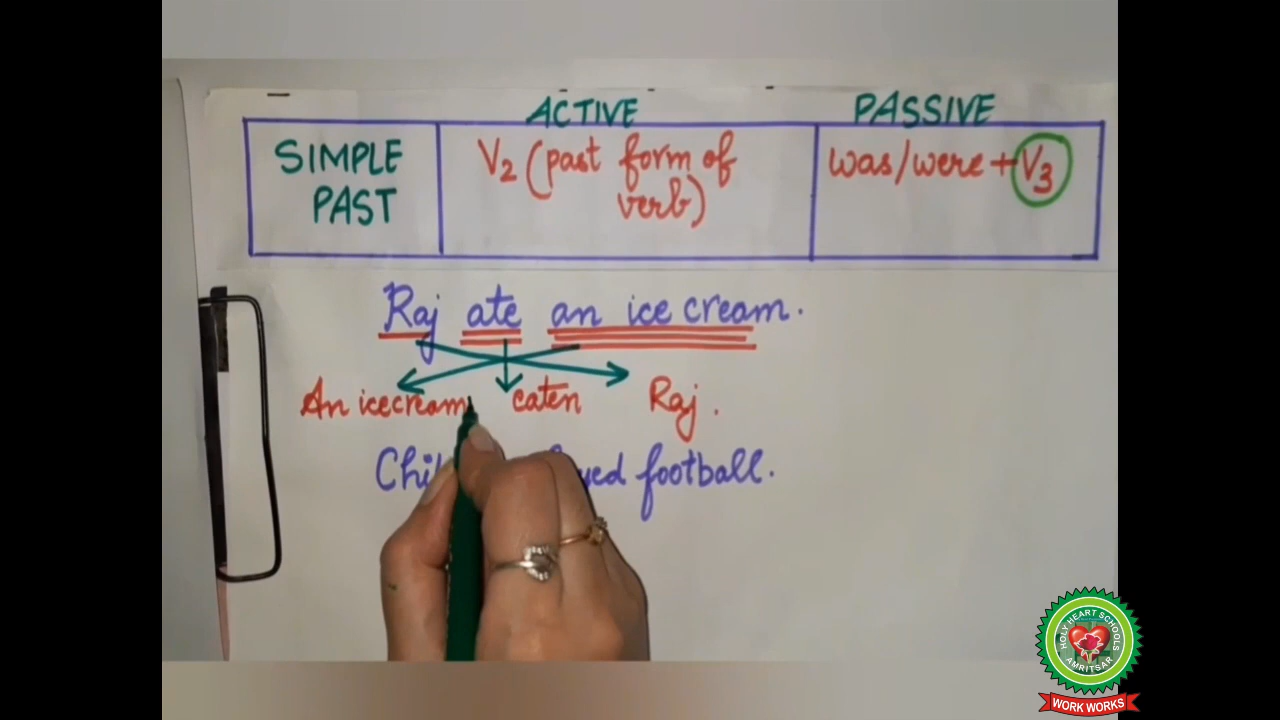 ACTIVE PASSIVE
SIMPLE PAST V2 (past form of verb) was/were + V3
Raj ate an ice cream.
An icecream eaten Raj.
football.
HOLY HEART SCHOOLS
AMRITSAR
WORK WORKS